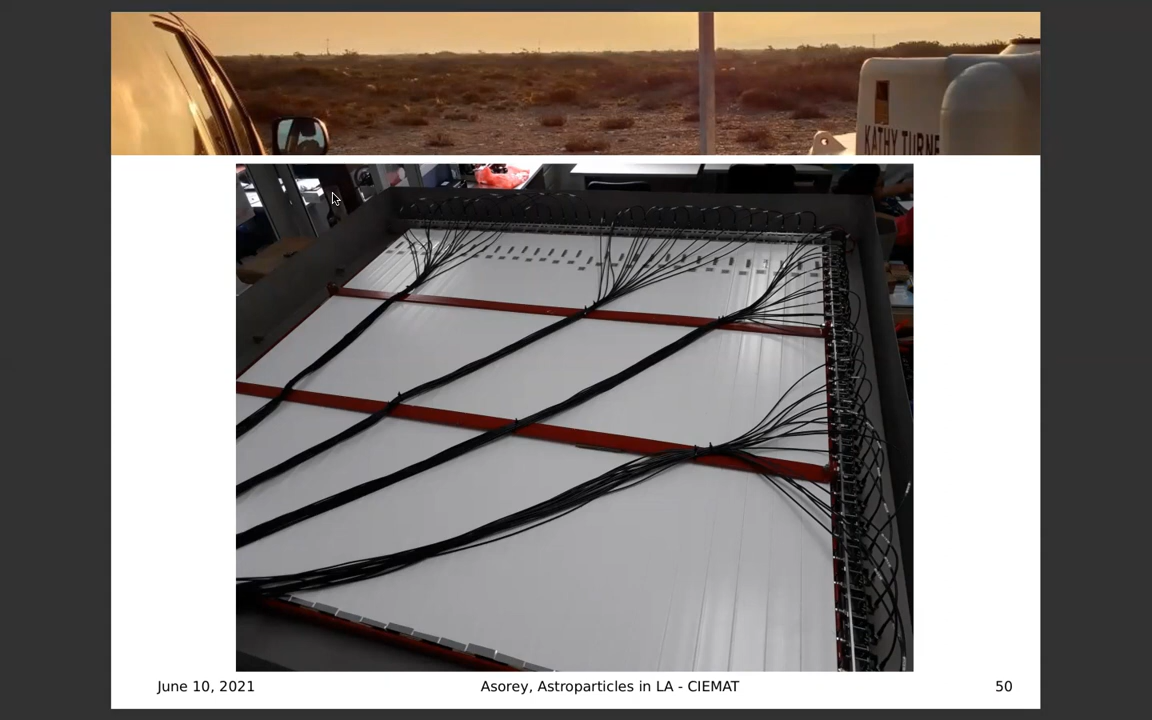 KATHY TURNE
June 10, 2021
Asorey, Astroparticles in LA - CIEMAT
50